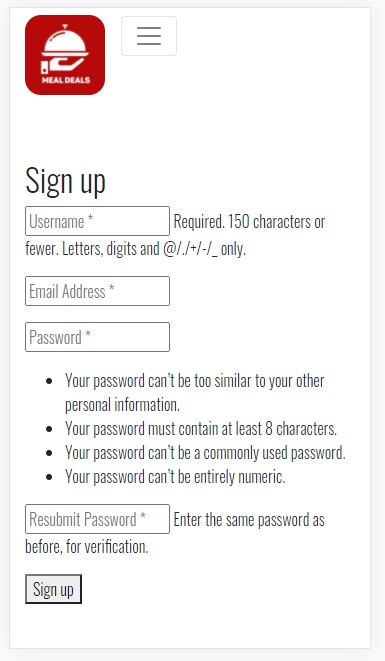 MEAL DEALS
Sign up
Username * Required. 150 characters or
fewer. Letters, digits and @/./+/-/_ only.
Email Address *
Password *
• Your password can't be too similar to your other
personal information.
• Your password must contain at least 8 characters.
• Your password can't be a commonly used password.
• Your password can't be entirely numeric.
Resubmit Password * Enter the same password as
before, for verification.
Sign up